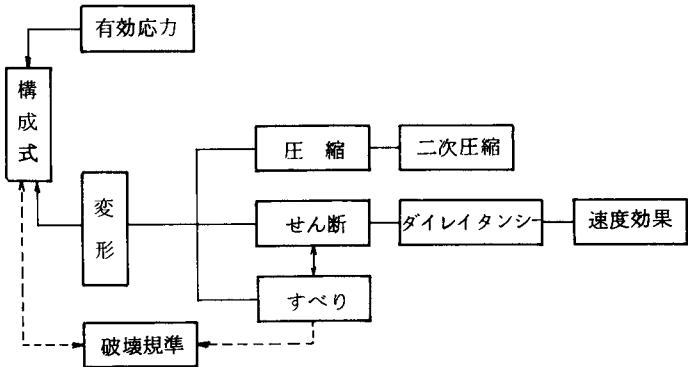 有効応力
構成式
圧縮
二次圧縮
変形
せん断
ダイレイタンシー
速度効果
すべり
破壊規準